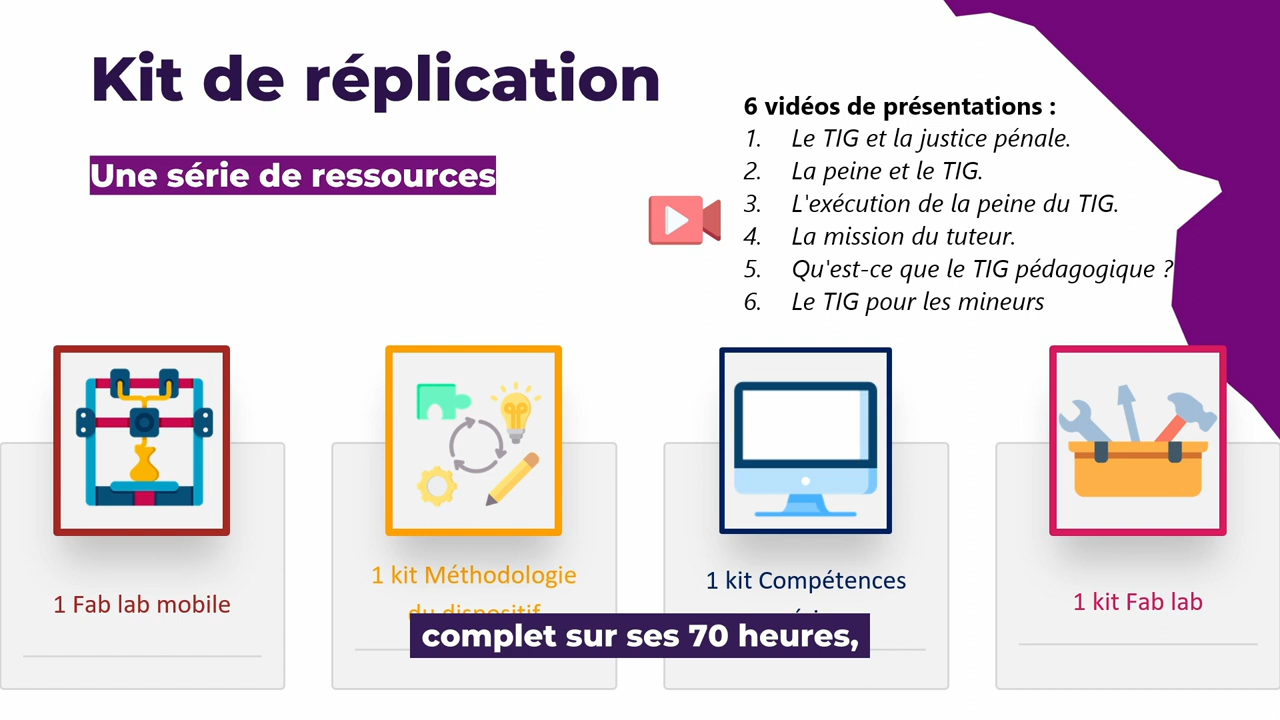 Kit de réplication
Une série de ressources
6 vidéos de présentations :
1. Le TIG et la justice pénale.
2. La peine et le TIG.
3. L'exécution de la peine du TIG.
4. La mission du tuteur.
5. Qu'est-ce que le TIG pédagogique ?
6. Le TIG pour les mineurs
1 Fab lab mobile
1 kit Méthodologie
du dispositif
1 kit Compétences
1 kit Fab lab
complet sur ses 70 heures,